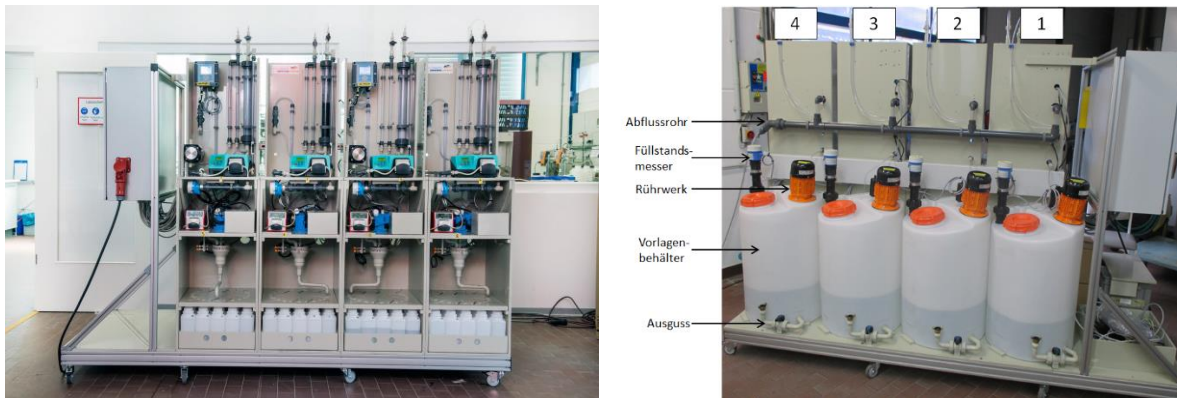 4
3
2
1
Abflussrohr
Füllstands-
messer
Rührwerk
Vorlagen-
behälter
Ausguss